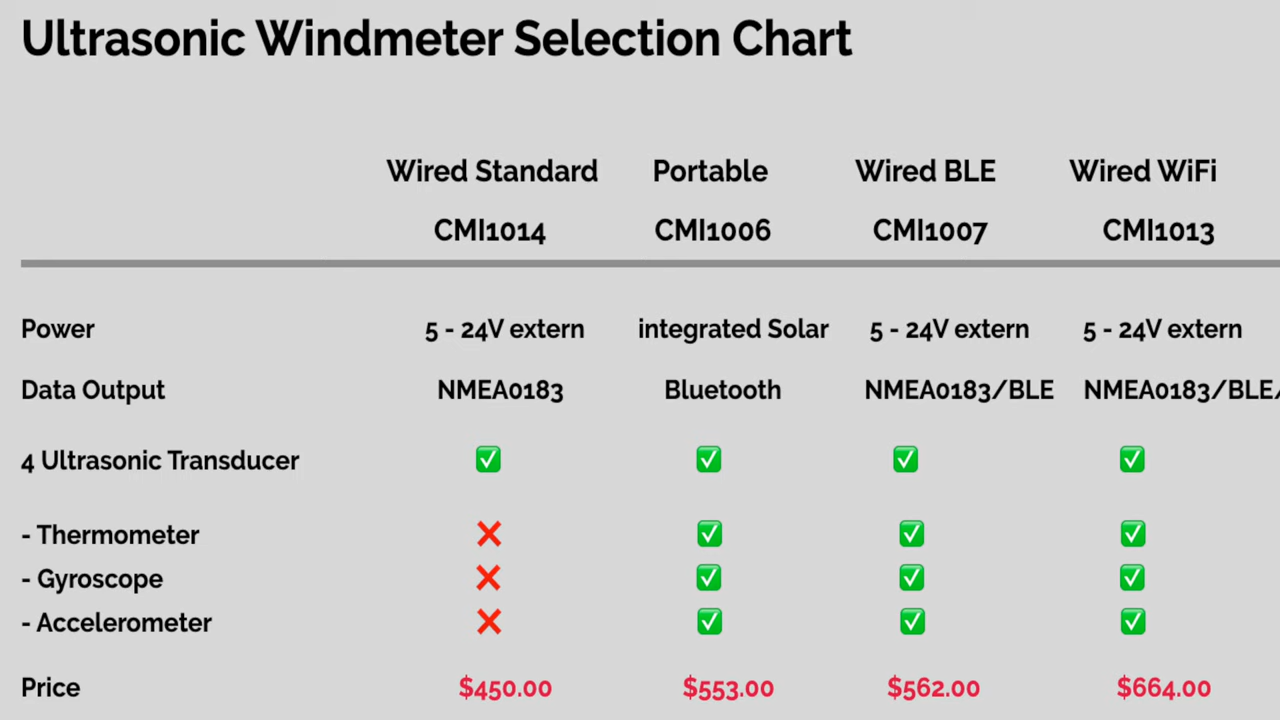 Ultrasonic Windmeter Selection Chart
Wired Standard Portable Wired BLE Wired WiFi
CMI1014 CMI1006 CMI1007 CMI1013
Power 5 - 24V extern integrated Solar 5 - 24V extern 5 - 24V extern
Data Output NMEA0183 Bluetooth NMEA0183/BLE NMEA0183/BLE/
4 Ultrasonic Transducer ✅ ✅ ✅ ✅
- Thermometer ❌ ✅ ✅ ✅
- Gyroscope ❌ ✅ ✅ ✅
- Accelerometer ❌ ✅ ✅ ✅
Price $450.00 $553.00 $562.00 $664.00